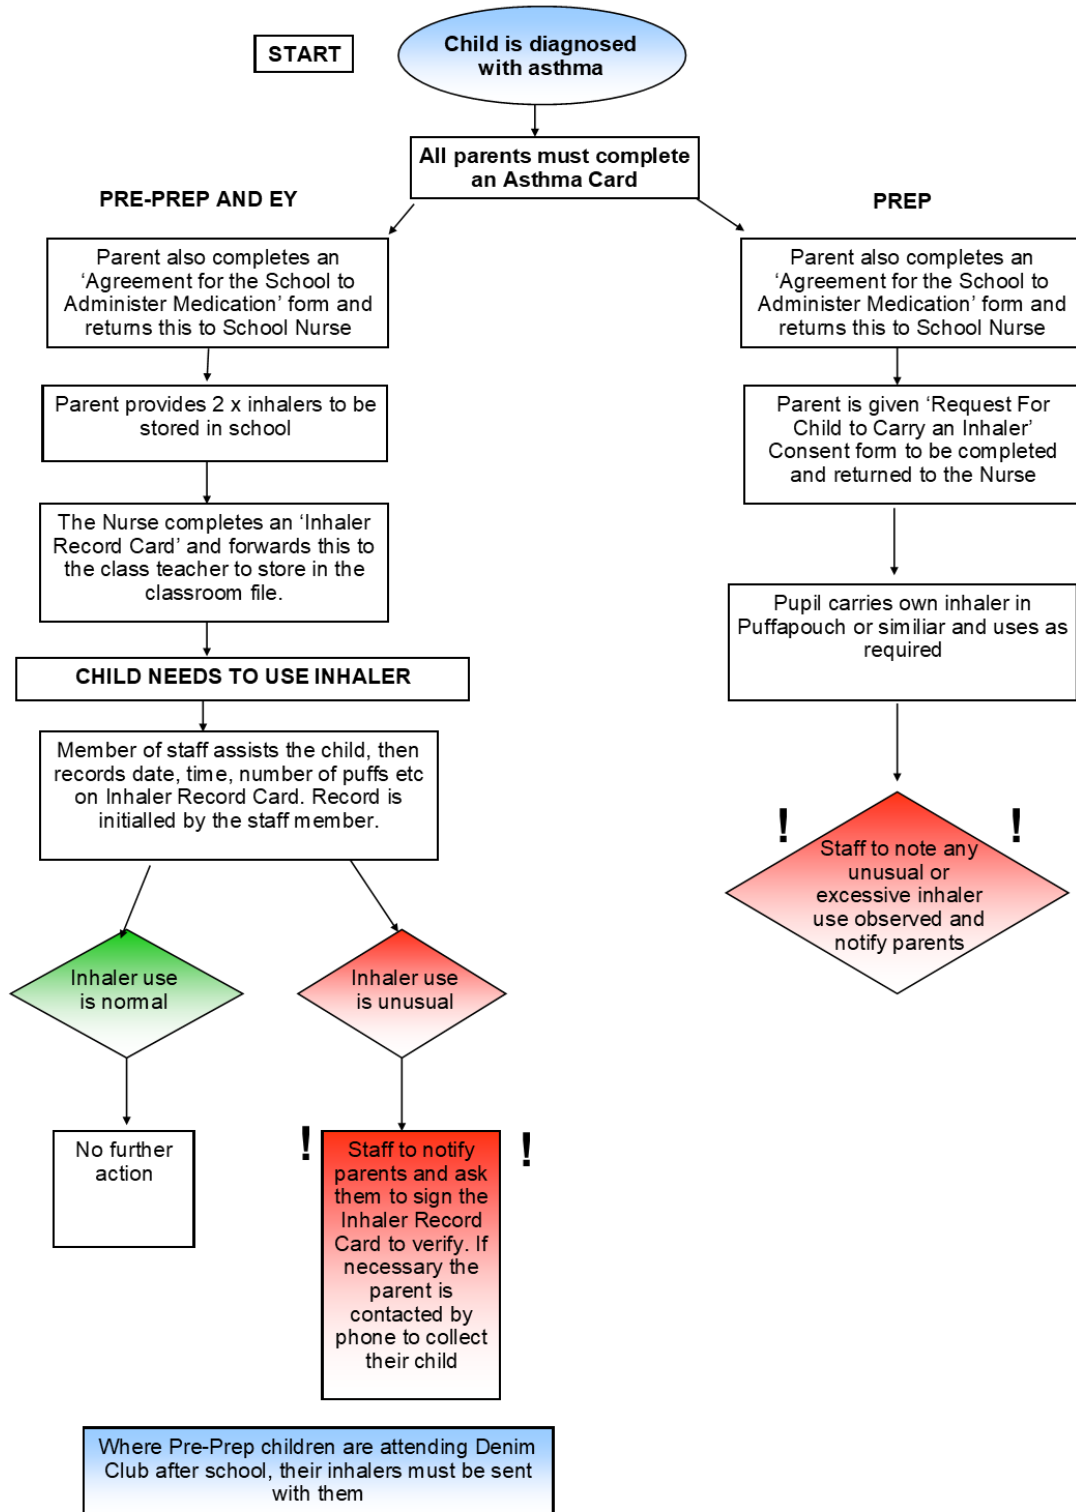 START
Child is diagnosed
with asthma
All parents must complete
an Asthma Card
PRE-PREP AND EY
PREP
Parent also completes an
‘Agreement for the School to
Administer Medication’ form and
returns this to School Nurse
Parent provides 2 x inhalers to be
stored in school
The Nurse completes an ‘Inhaler
Record Card’ and forwards this to
the class teacher to store in the
classroom file.
CHILD NEEDS TO USE INHALER
Member of staff assists the child, then
records date, time, number of puffs etc
on Inhaler Record Card. Record is
initialled by the staff member.
Inhaler use
is normal
Inhaler use
is unusual
No further
action
!
Staff to notify
parents and ask
them to sign the
Inhaler Record
Card to verify. If
necessary the
parent is
contacted by
phone to collect
their child
!
Parent also completes an
‘Agreement for the School to
Administer Medication’ form and
returns this to School Nurse
Parent is given ‘Request For
Child to Carry an Inhaler’
Consent form to be completed
and returned to the Nurse
Pupil carries own inhaler in
Puffapouch or similiar and uses as
required
!
!
Staff to note any
unusual or
excessive inhaler
use observed and
notify parents
Where Pre-Prep children are attending Denim
Club after school, their inhalers must be sent
with them